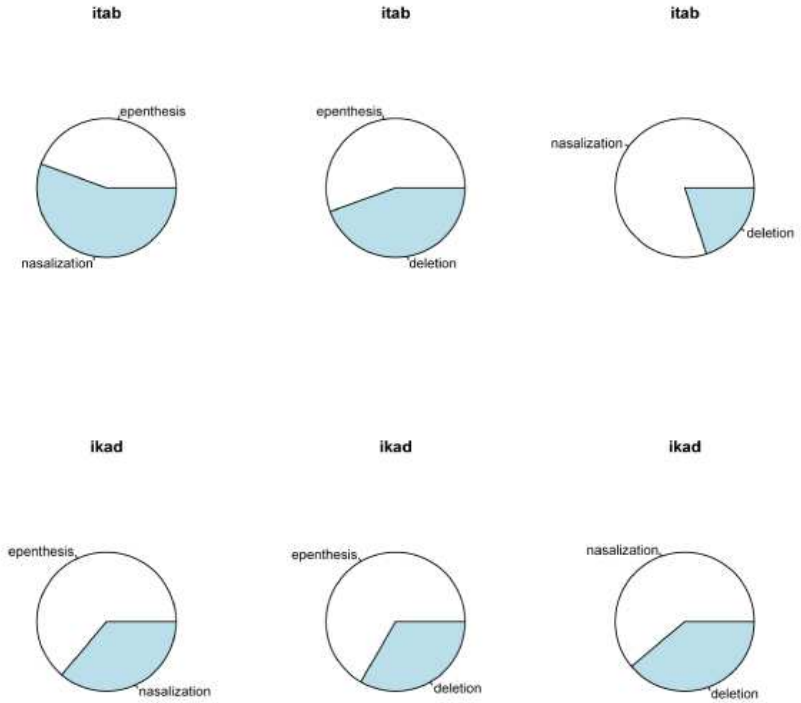 itab
epenthesis
nasalization
itab
epenthesis
deletion
itab
nasalization
deletion
ikad
epenthesis
nasalization
ikad
epenthesis
deletion
ikad
nasalization
deletion